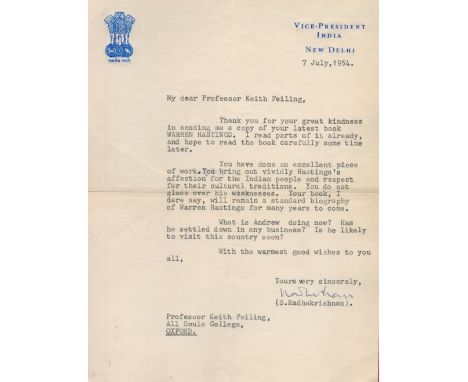 VICE-PRESIDENT
INDIA
NEW DELHI
7 July, 1954.
My dear Professor Keith Feiling,
Thank you for your great kindness
in sending me a copy of your latest book
WARREN HASTINGS. I read parts of it already,
and hope to read the book carefully some time
later.
You have done an excellent piece
of work. You bring out vividly Hastings's
affection for the Indian people and respect
for their cultural traditions. You do not
gloss over his weaknesses. Your book, I
dare say, will remain a standard biography
of Warren Hastings for many years to come.
What is Andrew doing now? Has
he settled down in any business? Is he likely
to visit this country soon?
With the warmest good wishes to you
all,
Yours very sincerely,
(S.Radhakrishnan).
Professor Keith Feiling,
All Souls College,
OXFORD.